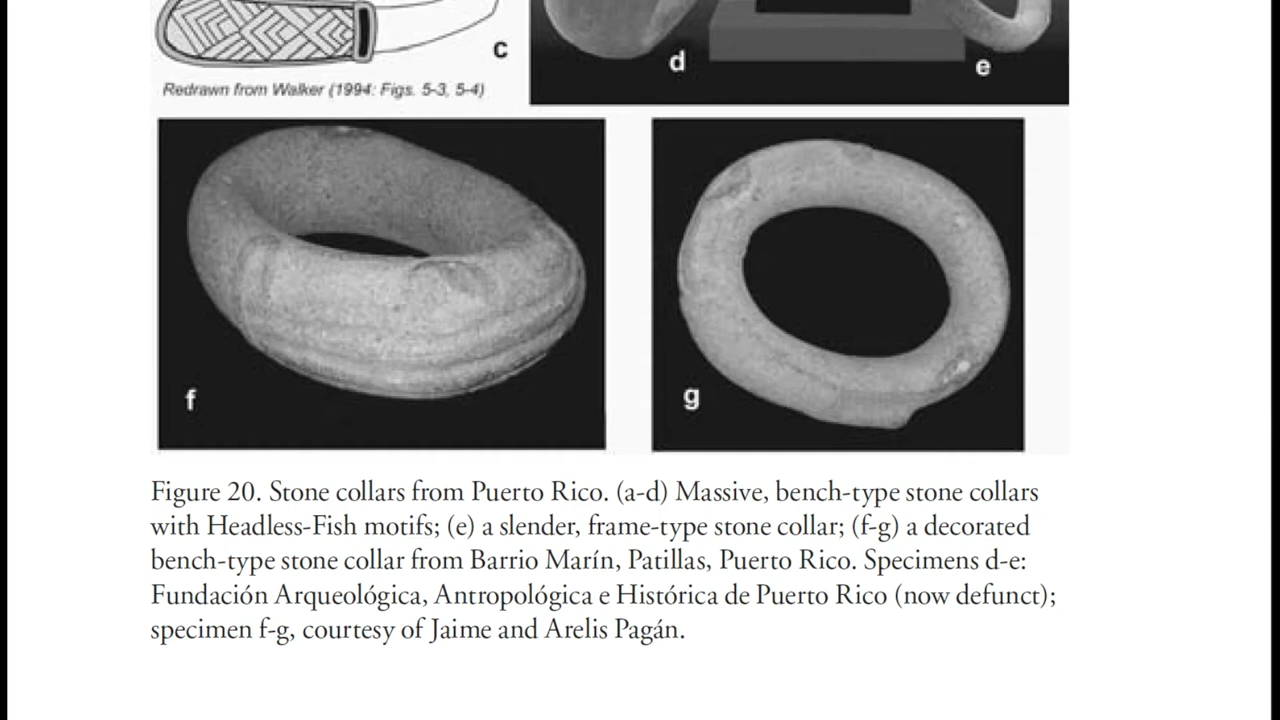 c
d
e
Redrawn from Walker (1994: Figs. 5-3, 5-4)
f
g
Figure 20. Stone collars from Puerto Rico. (a-d) Massive, bench-type stone collars
with Headless-Fish motifs; (e) a slender, frame-type stone collar; (f-g) a decorated
bench-type stone collar from Barrio Marín, Patillas, Puerto Rico. Specimens d-e:
Fundación Arqueológica, Antropológica e Histórica de Puerto Rico (now defunct);
specimen f-g, courtesy of Jaime and Arelis Pagán.